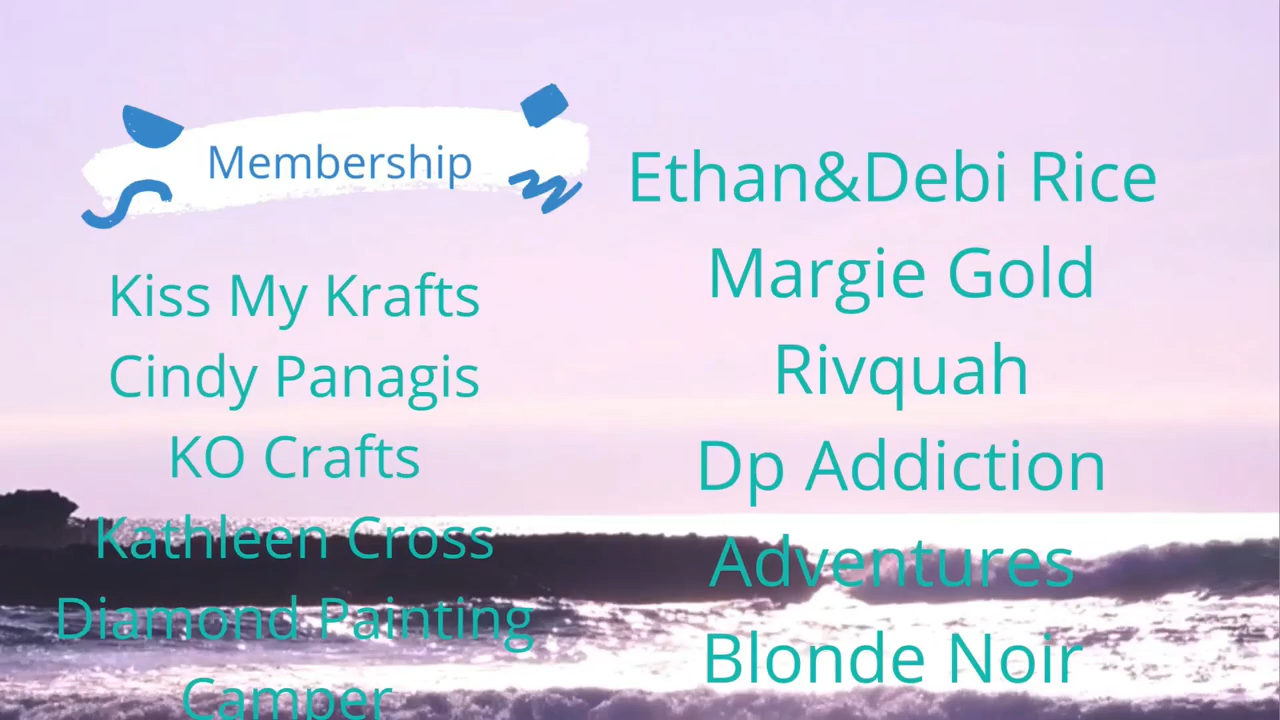 Membership
Kiss My Krafts
Cindy Panagis
KO Crafts
Kathleen Cross
Diamond Painting
Camper
Ethan&Debi Rice
Margie Gold
Rivquah
Dp Addiction
Adventures
Blonde Noir